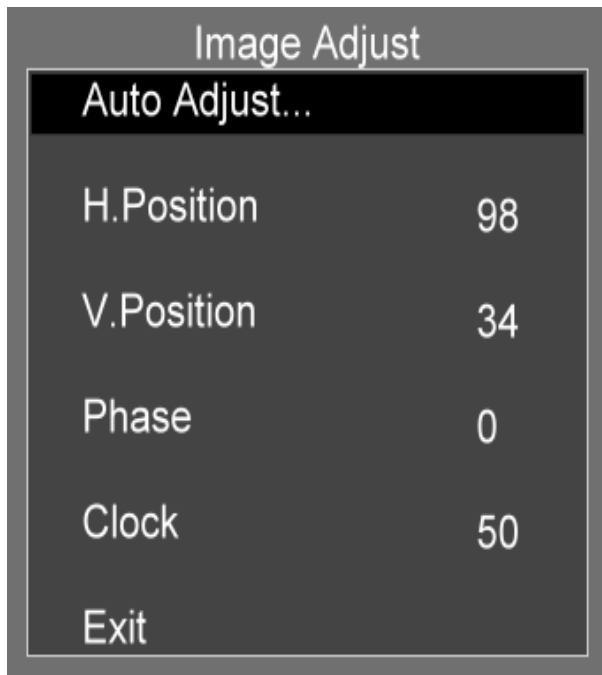 Image Adjust
Auto Adjust...
H.Position 98
V.Position 34
Phase 0
Clock 50
Exit